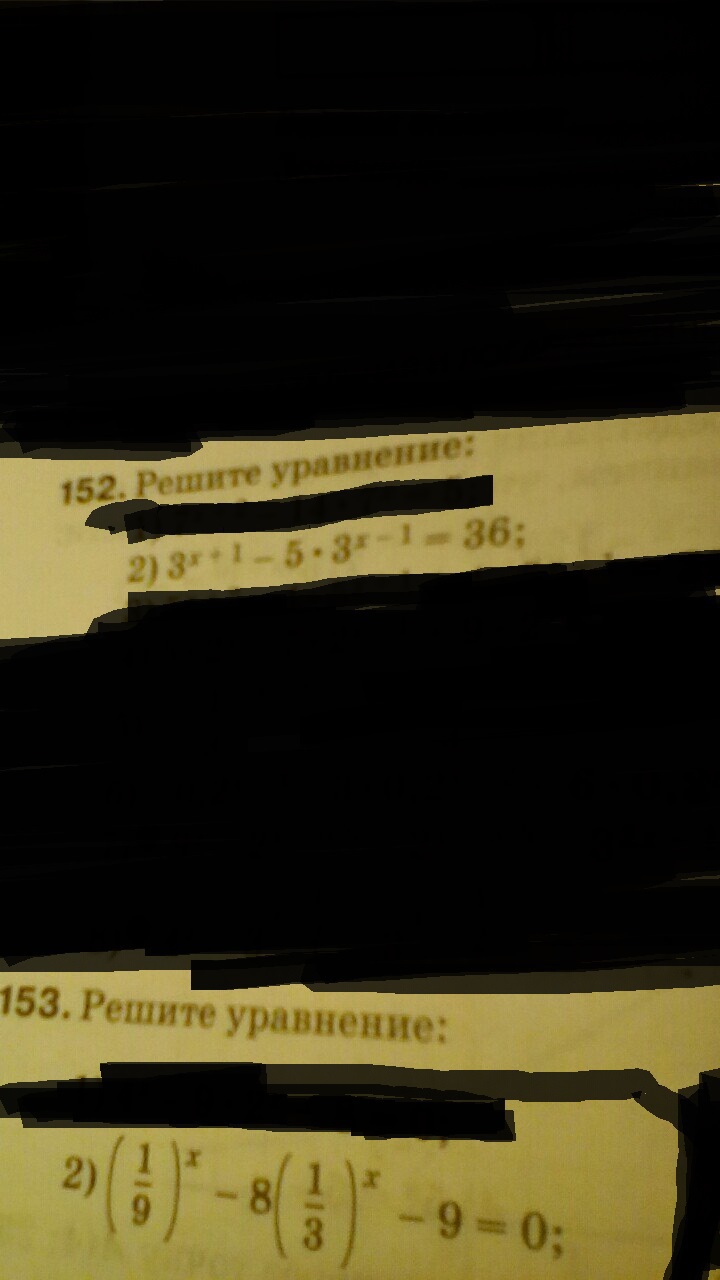 152. Решите уравнение:
2) 3^{x + 1} – 5 · 3^{x – 1} = 36;
153. Решите уравнение:
2) (1/9)^x – 8(1/3)^x – 9 = 0;